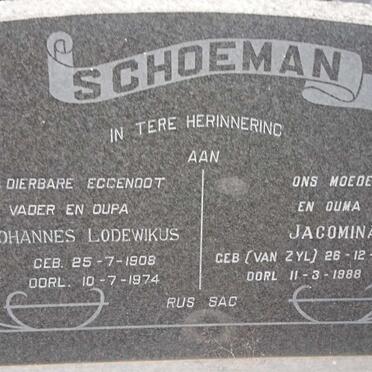 SCHOEMAN
IN TERE HERINNERING
AAN
DIERBARE EGGENOOT
VADER EN OUPA
OHANNES LODEWIKUS
GEB. 25-7-1908
OORL. 10-7-1974
ONS MOEDE
EN OUMA
JACOMINA
GEB (VAN ZYL) 26-12-
OORL 11-3-1988
RUS SAG